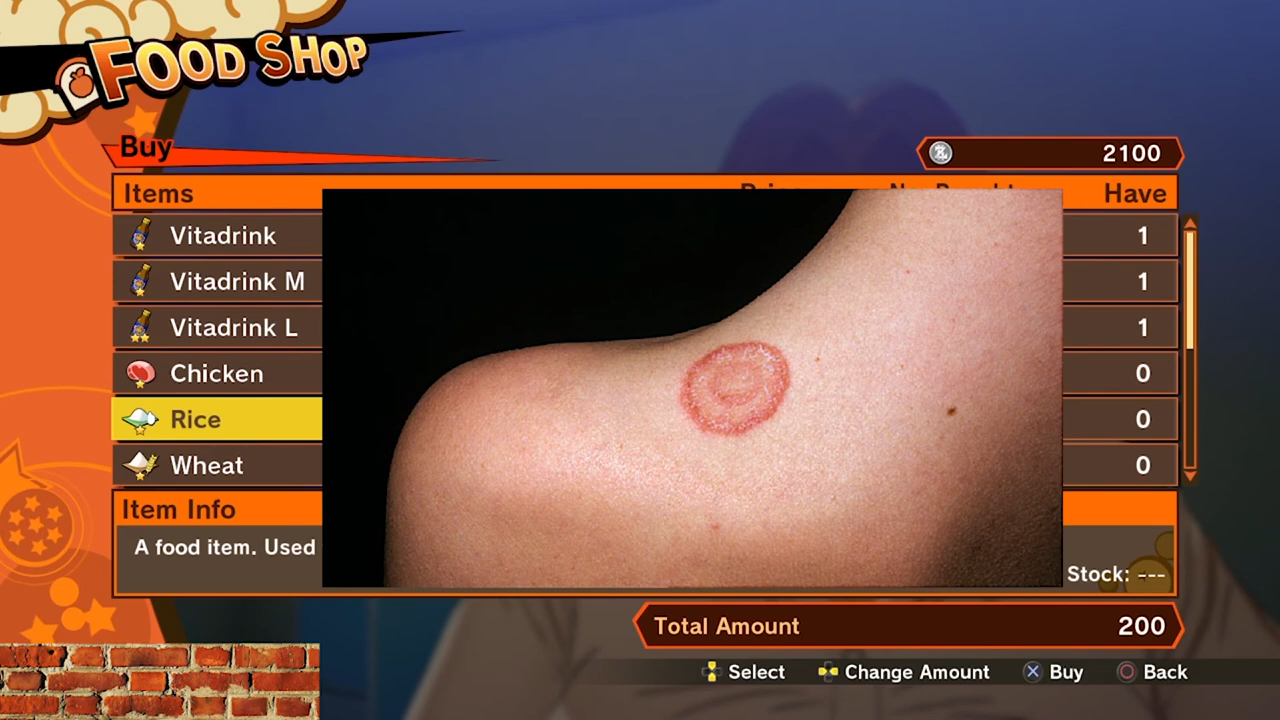 FOOD SHOP
Buy
2100
Items Have
Vitadrink 1
Vitadrink M 1
Vitadrink L 1
Chicken 0
Rice 0
Wheat 0
Item Info
A food item. Used
Stock: ---
Total Amount 200
Select Change Amount Buy Back